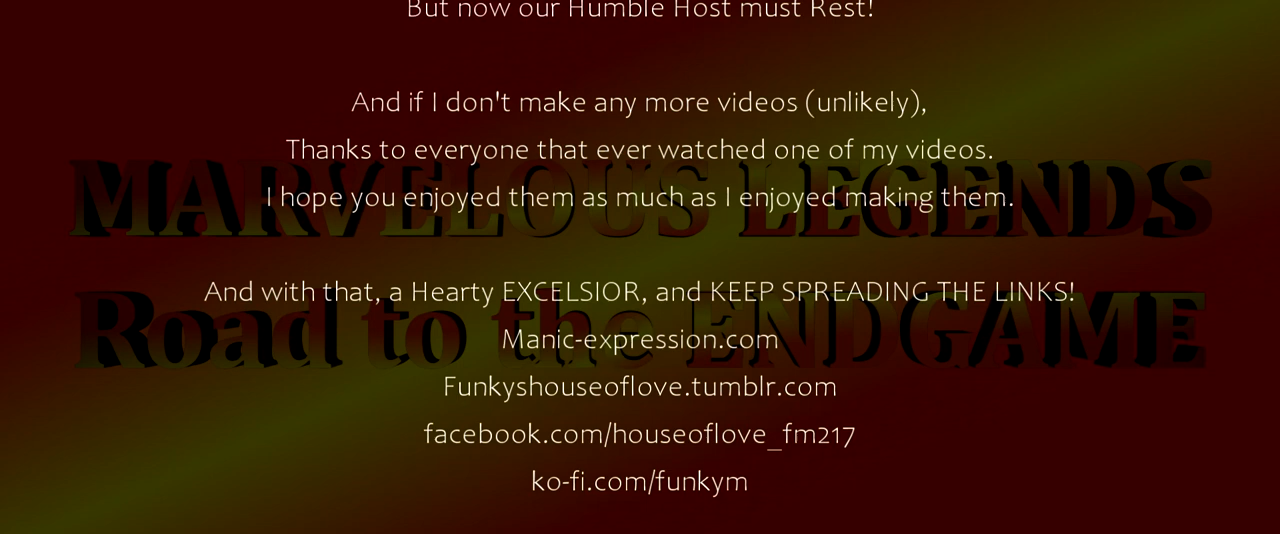 But now our Humble Host must Rest!
And if I don't make any more videos (unlikely),
Thanks to everyone that ever watched one of my videos.
MARVELOUS LEGENDS
I hope you enjoyed them as much as I enjoyed making them.
And with that, a Hearty EXCELSIOR, and KEEP SPREADING THE LINKS!
Road to the ENDGAME
Manic-expression.com
Funkyshouseoflove.tumblr.com
facebook.com/houseoflove_fm217
ko-fi.com/funkym